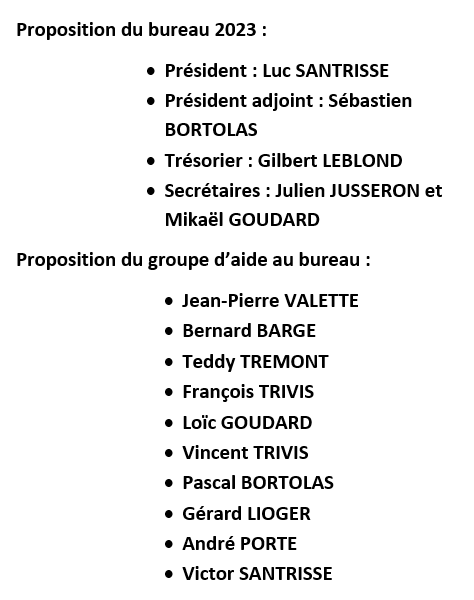 Proposition du bureau 2023 :
• Président : Luc SANTRISSE
• Président adjoint : Sébastien
BORTOLAS
• Trésorier : Gilbert LEBLOND
• Secrétaires : Julien JUSSERON et
Mikaël GOUDARD
Proposition du groupe d’aide au bureau :
• Jean-Pierre VALETTE
• Bernard BARGE
• Teddy TREMONT
• François TRIVIS
• Loïc GOUDARD
• Vincent TRIVIS
• Pascal BORTOLAS
• Gérard LIOGER
• André PORTE
• Victor SANTRISSE